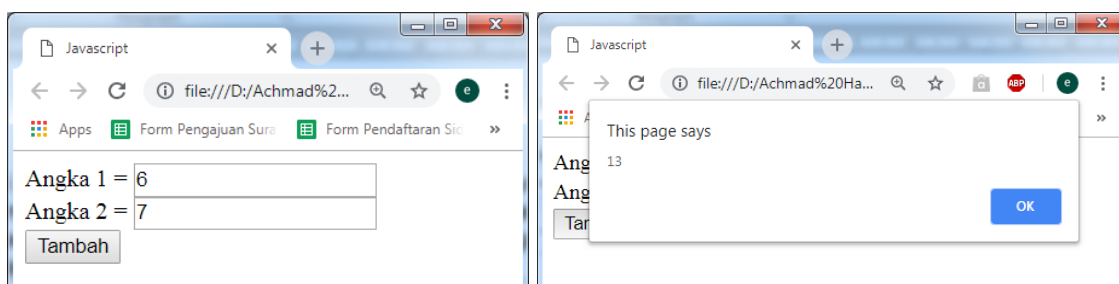 Javascript
file:///D:/Achmad%2...
e
Apps Form Pengajuan Sura Form Pendaftaran Sid »
Angka 1 = 6
Angka 2 = 7
Tambah
Javascript
file:///D:/Achmad%20Ha...
ABP e
»
This page says
13
OK
Ang
Ang
Tar